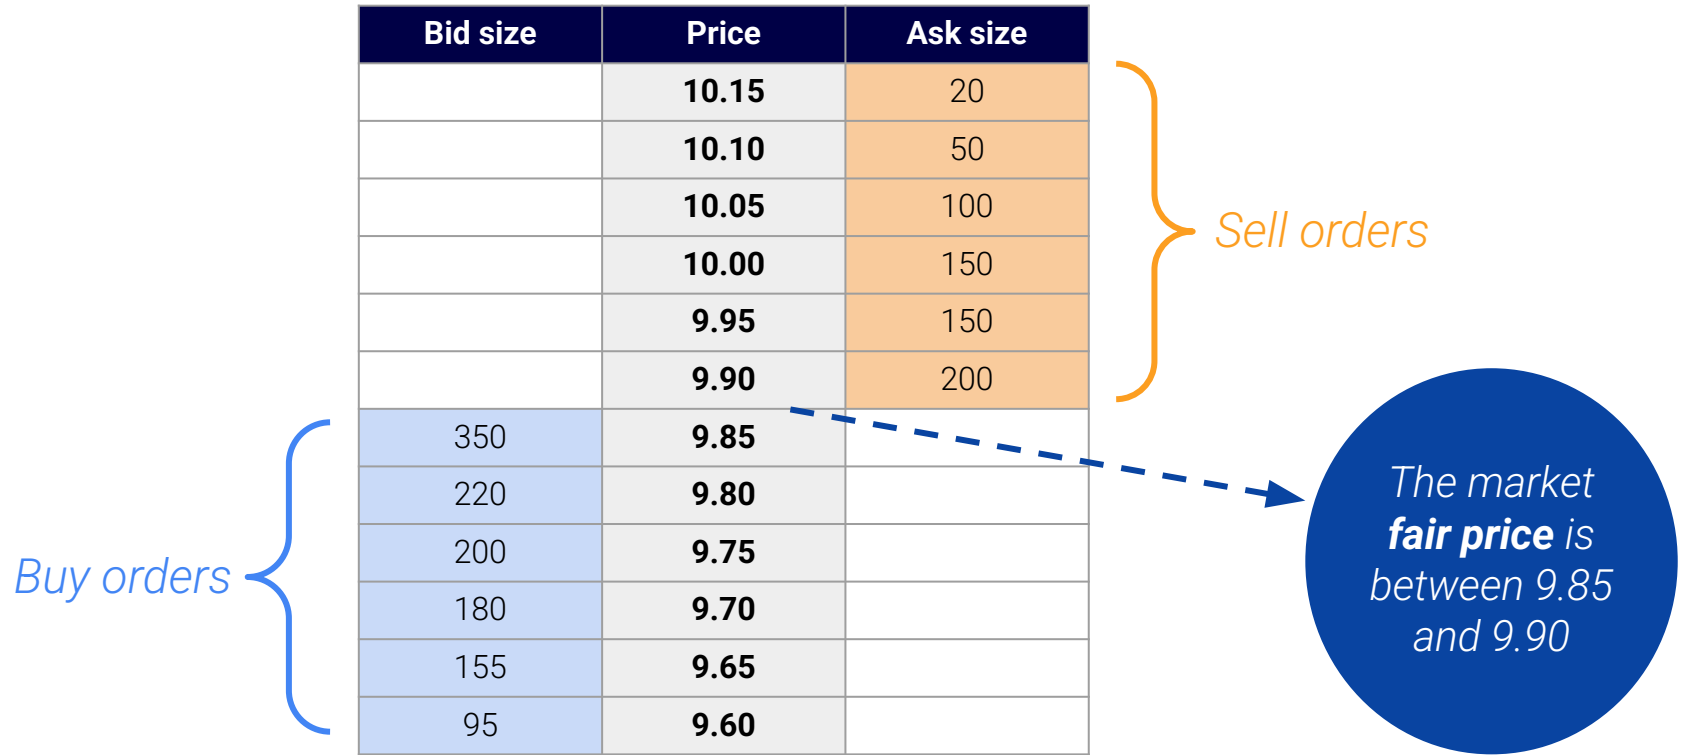 Bid size Price Ask size
10.15 20
10.10 50
10.05 100
10.00 150
9.95 150
9.90 200
350 9.85
220 9.80
200 9.75
180 9.70
155 9.65
95 9.60
Sell orders
Buy orders
The market
fair price is
between 9.85
and 9.90